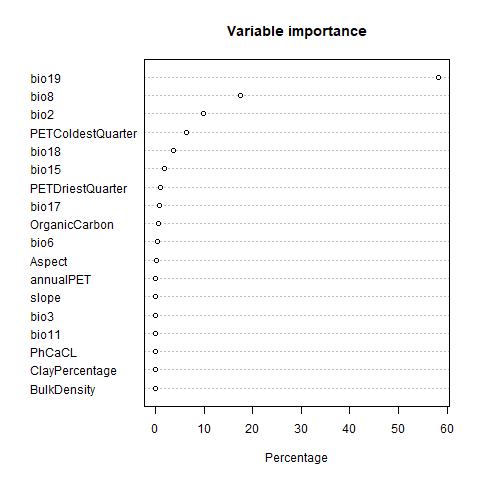 Variable importance
bio19
bio8
bio2
PETColdestQuarter
bio18
bio15
PETDriestQuarter
bio17
OrganicCarbon
bio6
Aspect
annualPET
slope
bio3
bio11
PhCaCL
ClayPercentage
BulkDensity
0 10 20 30 40 50 60
Percentage